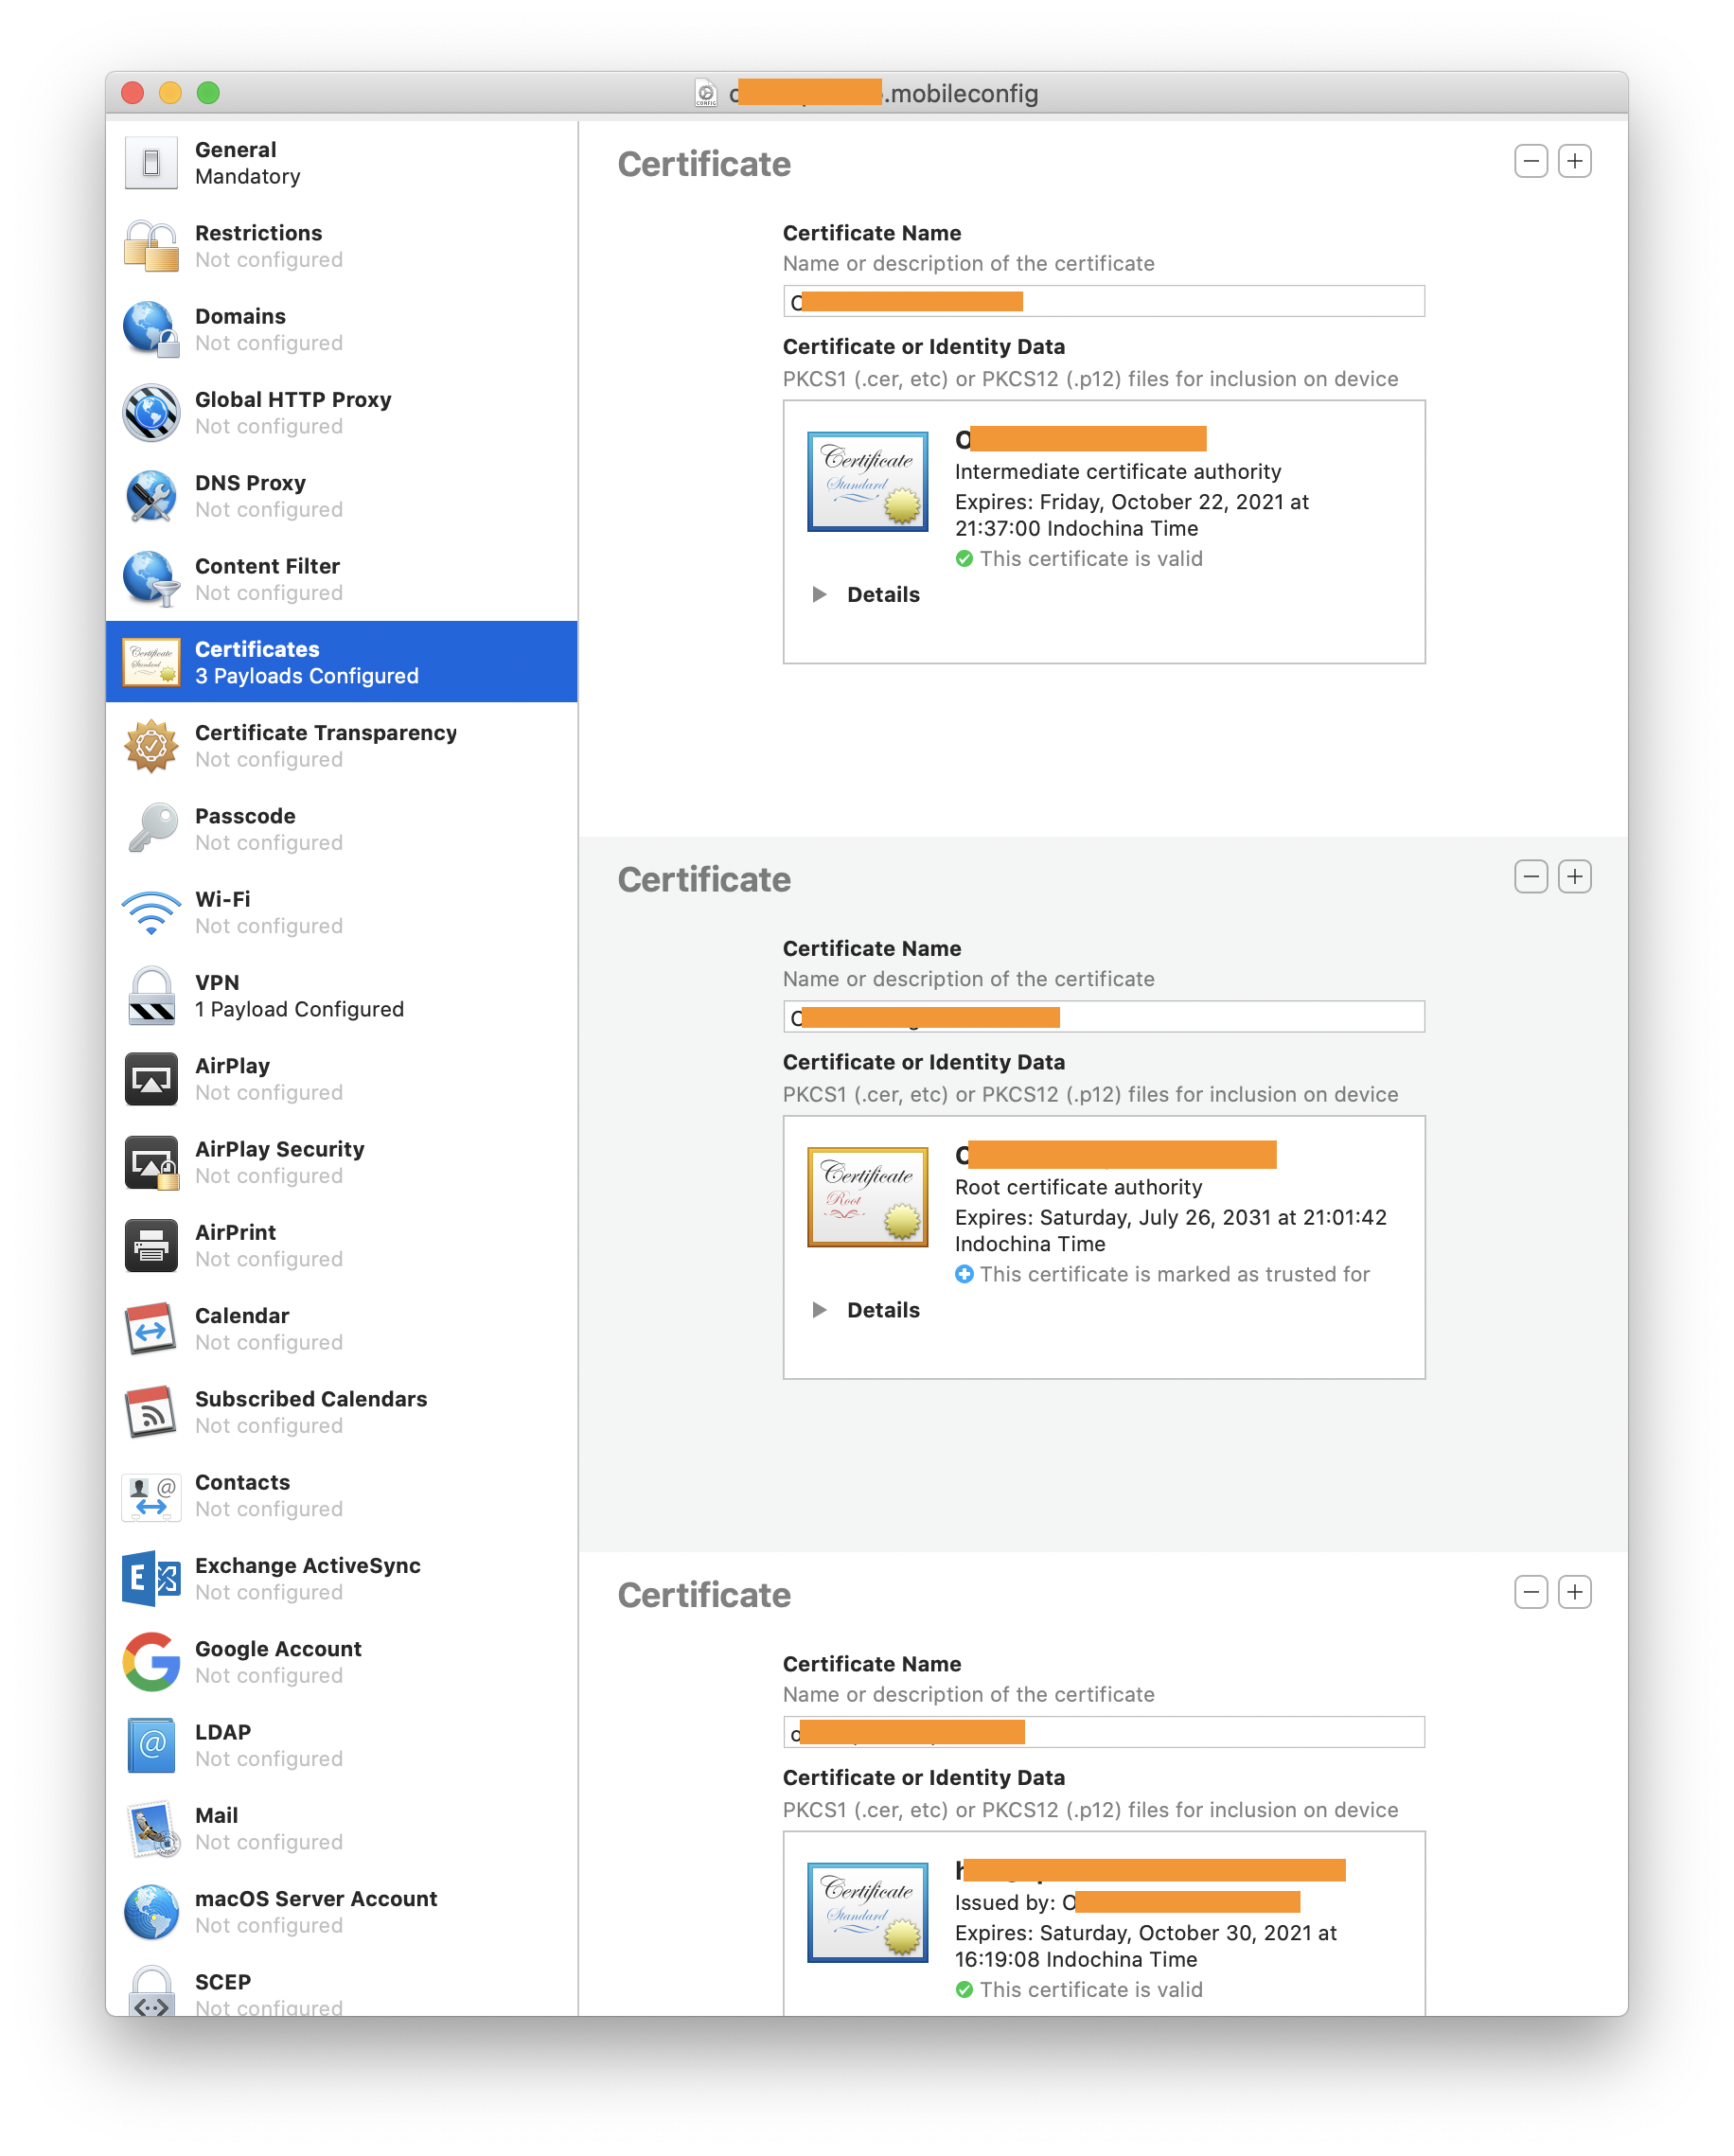 .mobileconfig
General
Mandatory
Restrictions
Not configured
Domains
Not configured
Global HTTP Proxy
Not configured
DNS Proxy
Not configured
Content Filter
Not configured
Certificates
3 Payloads Configured
Certificate Transparency
Not configured
Passcode
Not configured
Wi-Fi
Not configured
VPN
1 Payload Configured
AirPlay
Not configured
AirPlay Security
Not configured
AirPrint
Not configured
Calendar
Not configured
Subscribed Calendars
Not configured
Contacts
Not configured
Exchange ActiveSync
Not configured
Google Account
Not configured
LDAP
Not configured
Mail
Not configured
macOS Server Account
Not configured
SCEP
Not configured
Certificate
Certificate Name
Name or description of the certificate
Certificate or Identity Data
PKCS1 (.cer, etc) or PKCS12 (.p12) files for inclusion on device
Certificate
Standard
Intermediate certificate authority
Expires: Friday, October 22, 2021 at
21:37:00 Indochina Time
This certificate is valid
Details
Certificate
Certificate Name
Name or description of the certificate
Certificate or Identity Data
PKCS1 (.cer, etc) or PKCS12 (.p12) files for inclusion on device
Certificate
Root
Root certificate authority
Expires: Saturday, July 26, 2031 at 21:01:42
Indochina Time
This certificate is marked as trusted for
Details
Certificate
Certificate Name
Name or description of the certificate
Certificate or Identity Data
PKCS1 (.cer, etc) or PKCS12 (.p12) files for inclusion on device
Certificate
Standard
Issued by:
Expires: Saturday, October 30, 2021 at
16:19:08 Indochina Time
This certificate is valid